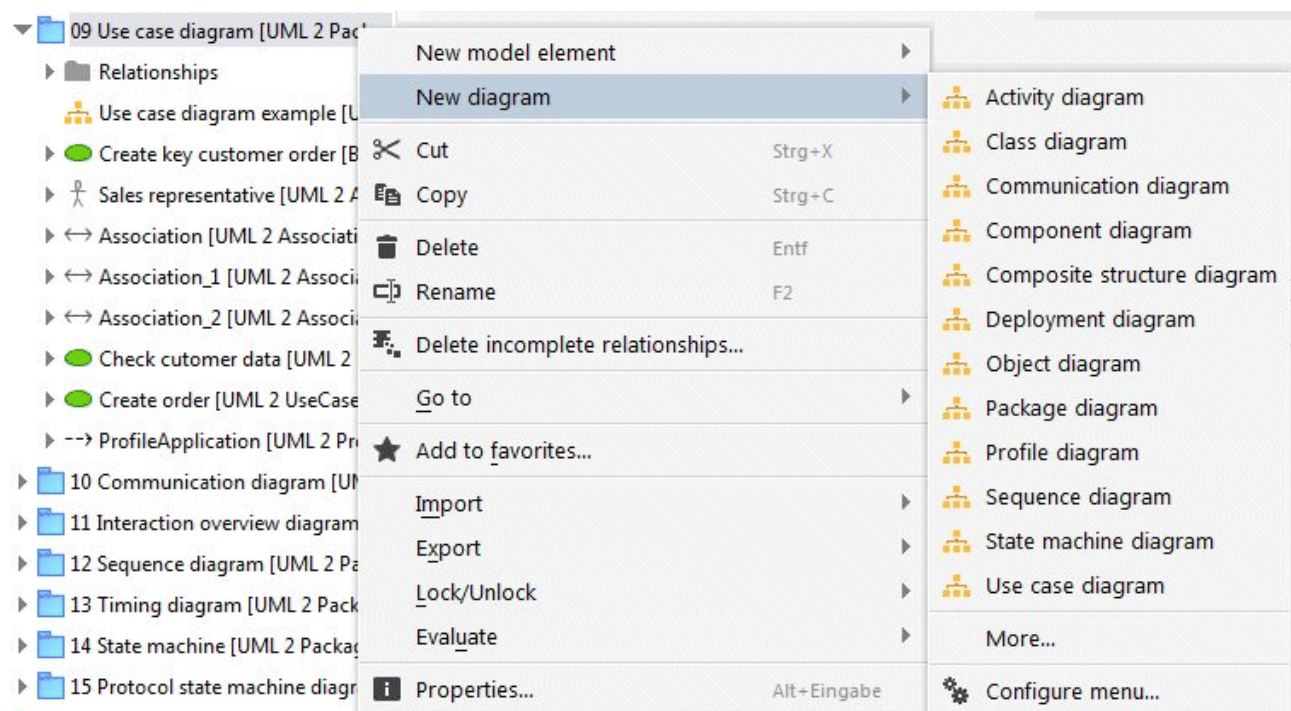 09 Use case diagram [UML 2 Pac
Relationships
Use case diagram example [U
Create key customer order [B
Sales representative [UML 2 A
Association [UML 2 Associati
Association_1 [UML 2 Associa
Association_2 [UML 2 Associa
Check cutomer data [UML 2
Create order [UML 2 UseCase
ProfileApplication [UML 2 Pro
10 Communication diagram [UM
11 Interaction overview diagram
12 Sequence diagram [UML 2 Pa
13 Timing diagram [UML 2 Pack
14 State machine [UML 2 Packag
15 Protocol state machine diagr
New model element
New diagram
Cut Strg+X
Copy Strg+C
Delete Entf
Rename F2
Delete incomplete relationships...
Go to
Add to favorites...
Import
Export
Lock/Unlock
Evaluate
Properties... Alt+Eingabe
Activity diagram
Class diagram
Communication diagram
Component diagram
Composite structure diagram
Deployment diagram
Object diagram
Package diagram
Profile diagram
Sequence diagram
State machine diagram
Use case diagram
More...
Configure menu...